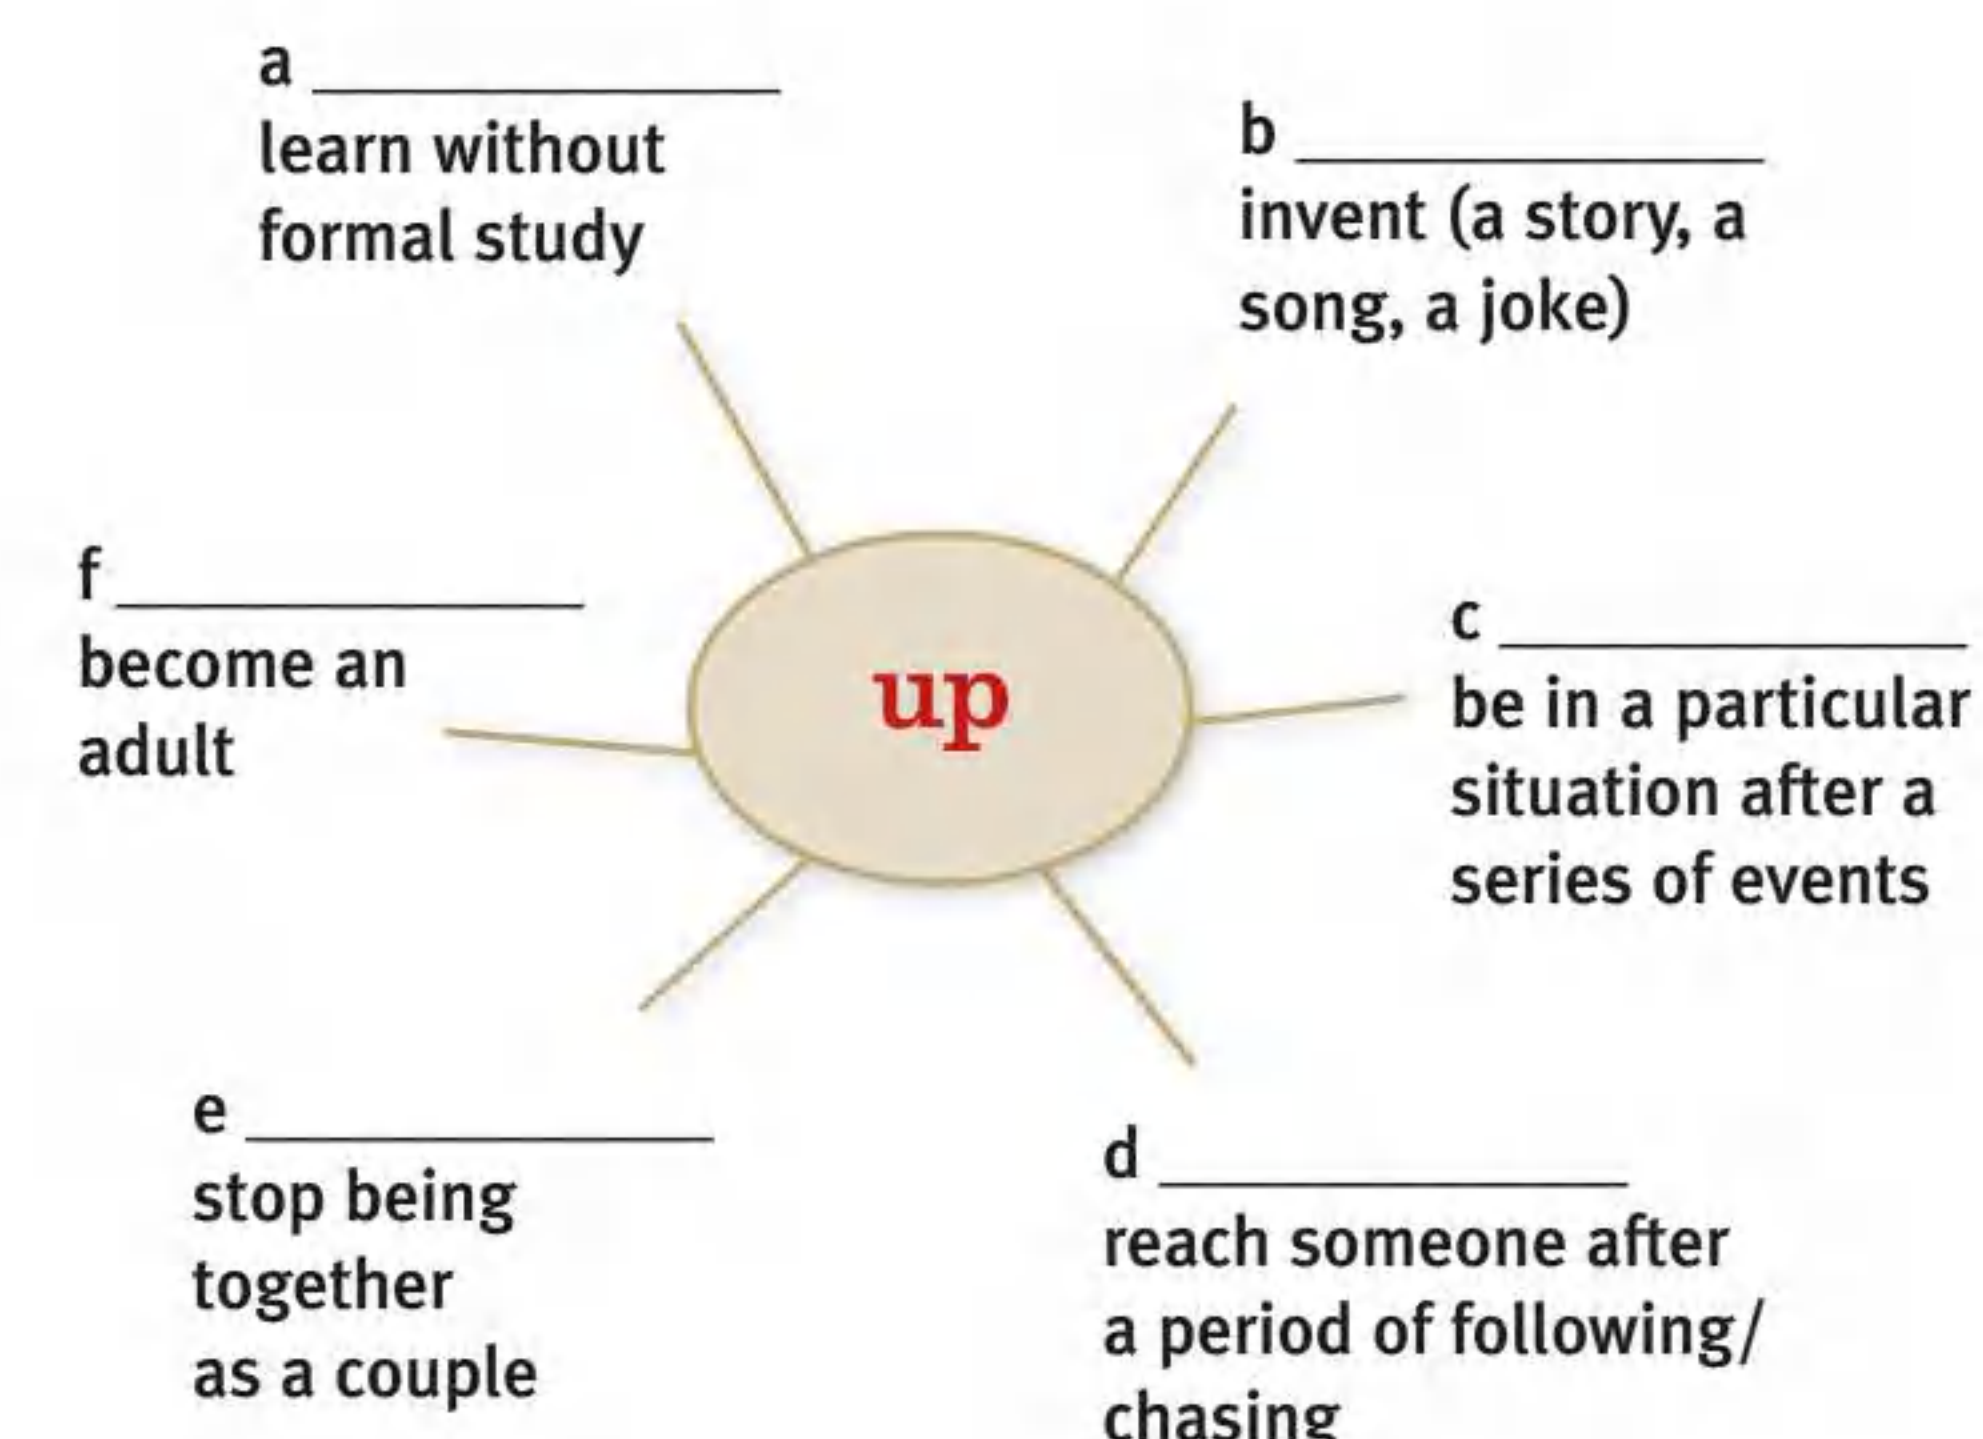 a
learn without
formal study
b
invent (a story, a
song, a joke)
up
f
become an
adult
c
be in a particular
situation after a
series of events
e
stop being
together
as a couple
d
reach someone after
a period of following/
chasing